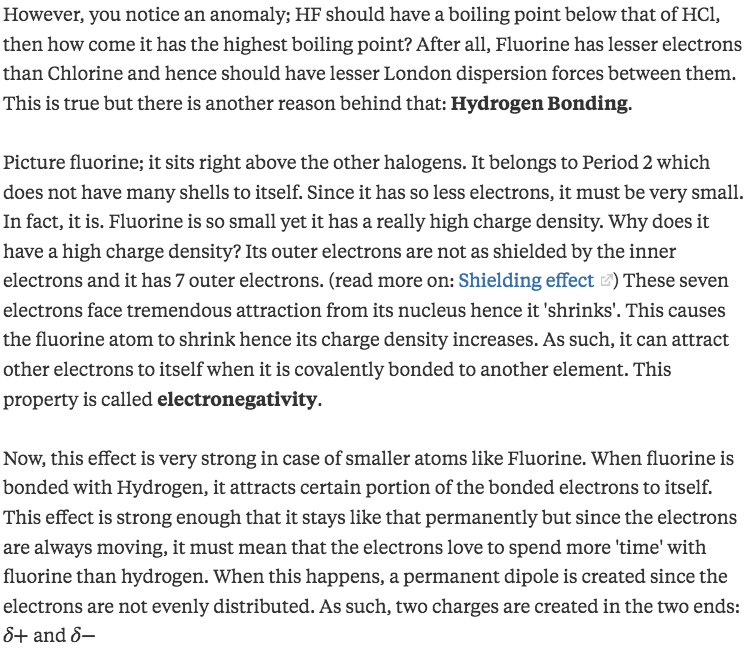 However, you notice an anomaly; HF should have a boiling point below that of HCl,
then how come it has the highest boiling point? After all, Fluorine has lesser electrons
than Chlorine and hence should have lesser London dispersion forces between them.
This is true but there is another reason behind that: Hydrogen Bonding.
Picture fluorine; it sits right above the other halogens. It belongs to Period 2 which
does not have many shells to itself. Since it has so less electrons, it must be very small.
In fact, it is. Fluorine is so small yet it has a really high charge density. Why does it
have a high charge density? Its outer electrons are not as shielded by the inner
electrons and it has 7 outer electrons. (read more on: Shielding effect) These seven
electrons face tremendous attraction from its nucleus hence it 'shrinks'. This causes
the fluorine atom to shrink hence its charge density increases. As such, it can attract
other electrons to itself when it is covalently bonded to another element. This
property is called electronegativity.
Now, this effect is very strong in case of smaller atoms like Fluorine. When fluorine is
bonded with Hydrogen, it attracts certain portion of the bonded electrons to itself.
This effect is strong enough that it stays like that permanently but since the electrons
are always moving, it must mean that the electrons love to spend more 'time' with
fluorine than hydrogen. When this happens, a permanent dipole is created since the
electrons are not evenly distributed. As such, two charges are created in the two ends:
δ+ and δ−